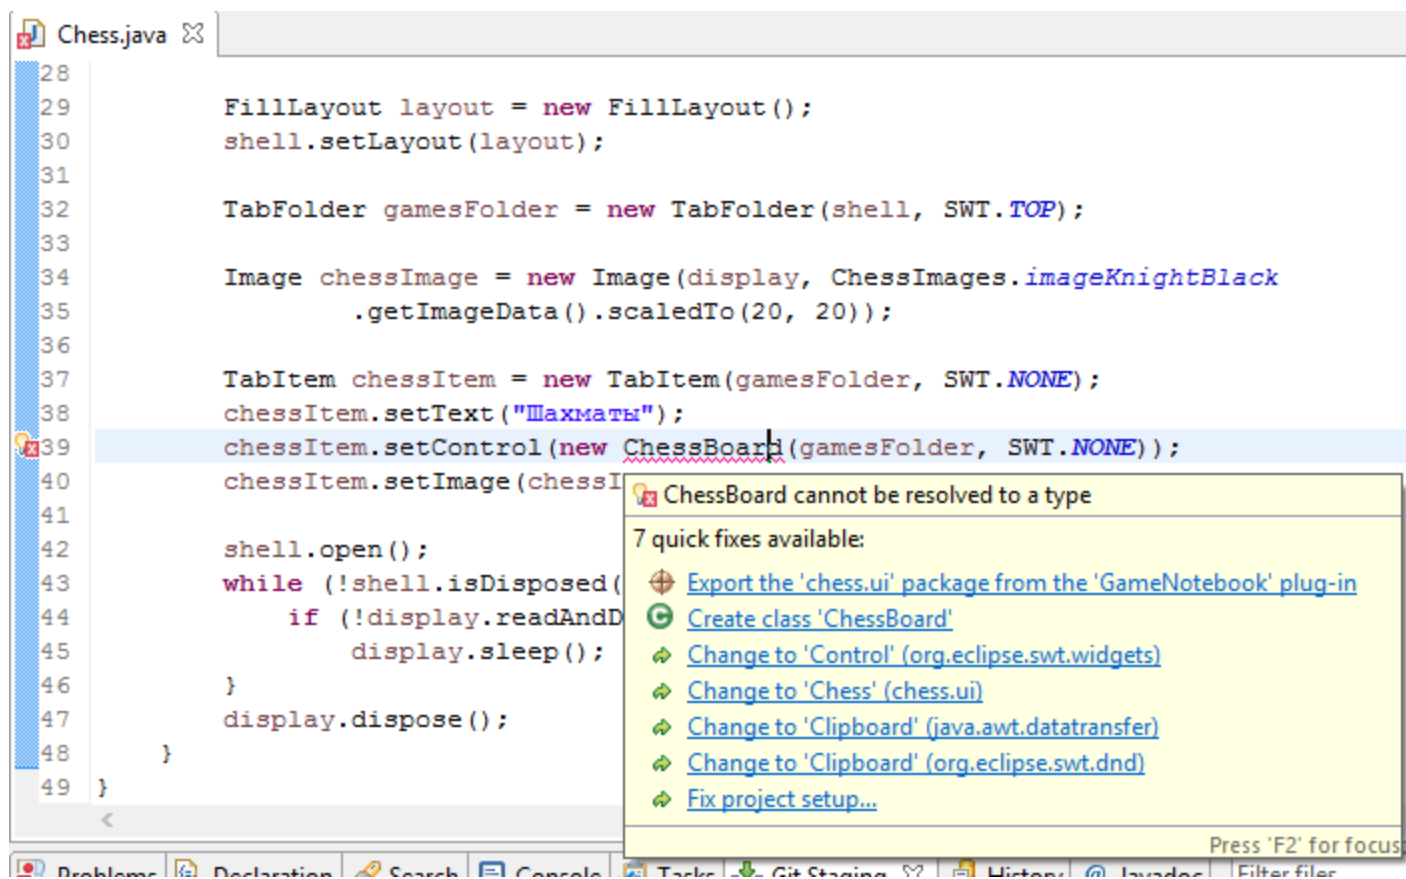 Chess.java
28
29 FillLayout layout = new FillLayout();
30 shell.setLayout(layout);
31
32 TabFolder gamesFolder = new TabFolder(shell, SWT.TOP);
33
34 Image chessImage = new Image(display, ChessImages.imageKnightBlack
35 .getImageData().scaledTo(20, 20));
36
37 TabItem chessItem = new TabItem(gamesFolder, SWT.NONE);
38 chessItem.setText("Шахматы");
39 chessItem.setControl(new ChessBoard(gamesFolder, SWT.NONE));
40 chessItem.setImage(chessI
ChessBoard cannot be resolved to a type
41
7 quick fixes available:
42 shell.open();
43 while (!shell.isDisposed(
Export the 'chess.ui' package from the 'GameNotebook' plug-in
44 if (!display.readAndD
Create class 'ChessBoard'
45 display.sleep();
Change to 'Control' (org.eclipse.swt.widgets)
46 }
Change to 'Chess' (chess.ui)
47 display.dispose();
Change to 'Clipboard' (java.awt.datatransfer)
48 }
Change to 'Clipboard' (org.eclipse.swt.dnd)
49 }
Fix project setup...
Press 'F2' for focus
Problems Declaration Search Console Tasks Git Staging History Javadoc Filter files